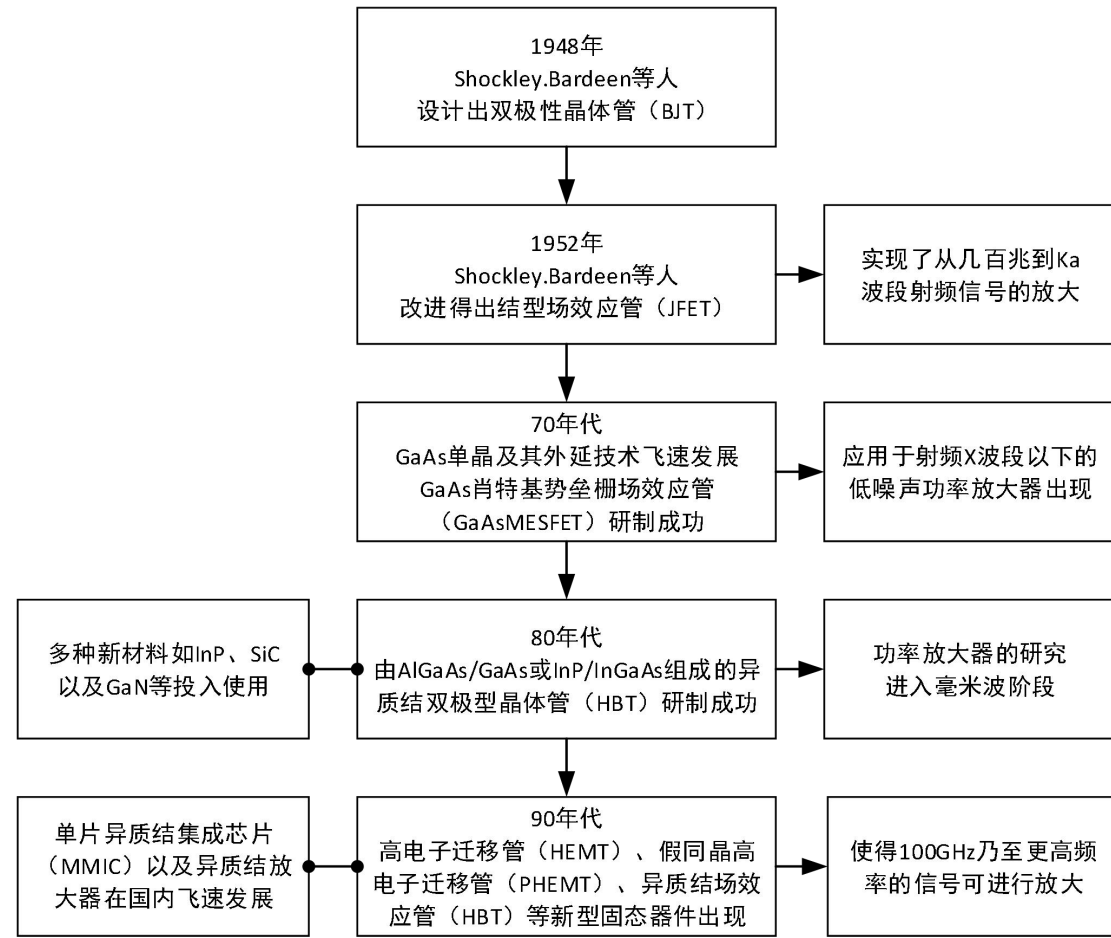 1948年
Shockley.Bardeen等人
设计出双极性晶体管（BJT）
1952年
Shockley.Bardeen等人
改进得出结型场效应管（JFET）
实现了从几百兆到Ka
波段射频信号的放大
70年代
GaAs单晶及其外延技术飞速发展
GaAs肖特基势垒栅场效应管
（GaAsMESFET）研制成功
应用于射频X波段以下的
低噪声功率放大器出现
多种新材料如InP、SiC
以及GaN等投入使用
80年代
由AlGaAs/GaAs或InP/InGaAs组成的异
质结双极型晶体管（HBT）研制成功
功率放大器的研究
进入毫米波阶段
单片异质结集成芯片
（MMIC）以及异质结放
大器在国内飞速发展
90年代
高电子迁移管（HEMT）、假同晶高
电子迁移管（PHEMT）、异质结场效
应管（HBT）等新型固态器件出现
使得100GHz乃至更高频
率的信号可进行放大